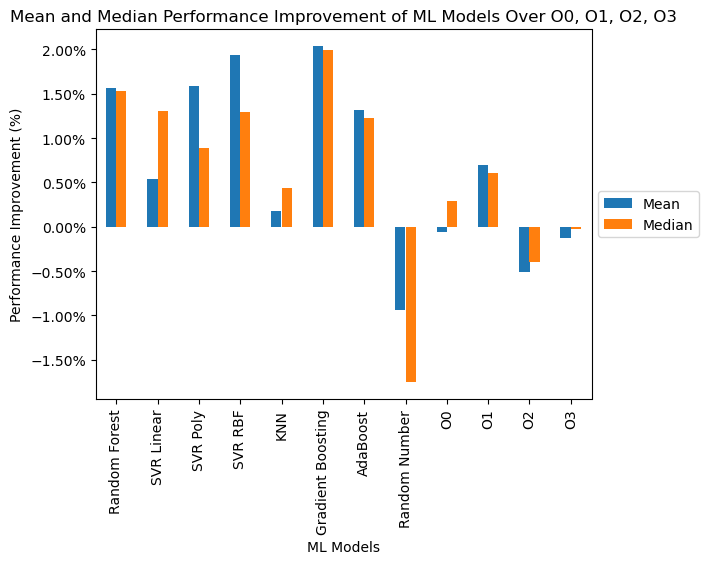 Mean and Median Performance Improvement of ML Models Over O0, O1, O2, O3
2.00%
1.50%
1.00%
0.50%
0.00%
−0.50%
−1.00%
−1.50%
Performance Improvement (%)
Mean
Median
Random Forest
SVR Linear
SVR Poly
SVR RBF
KNN
Gradient Boosting
AdaBoost
Random Number
O0
O1
O2
O3
ML Models